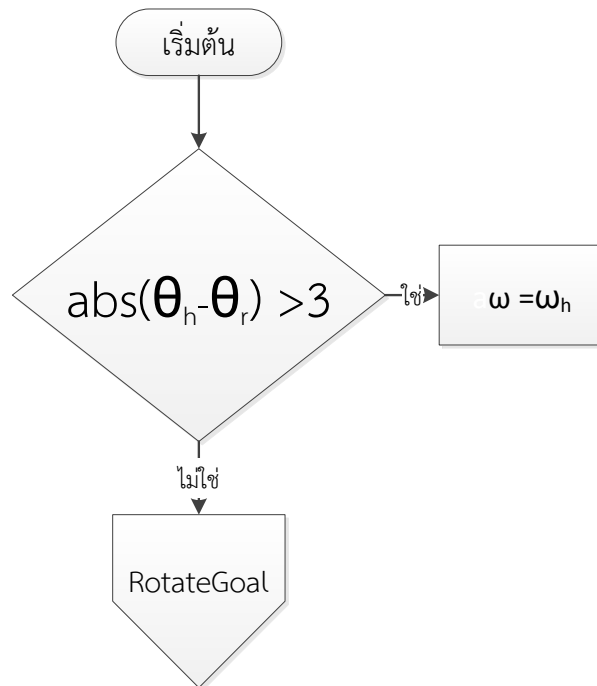 เริ่มต้น
abs(θh-θr) >3
ใช่
ω =ωh
ไม่ใช่
RotateGoal